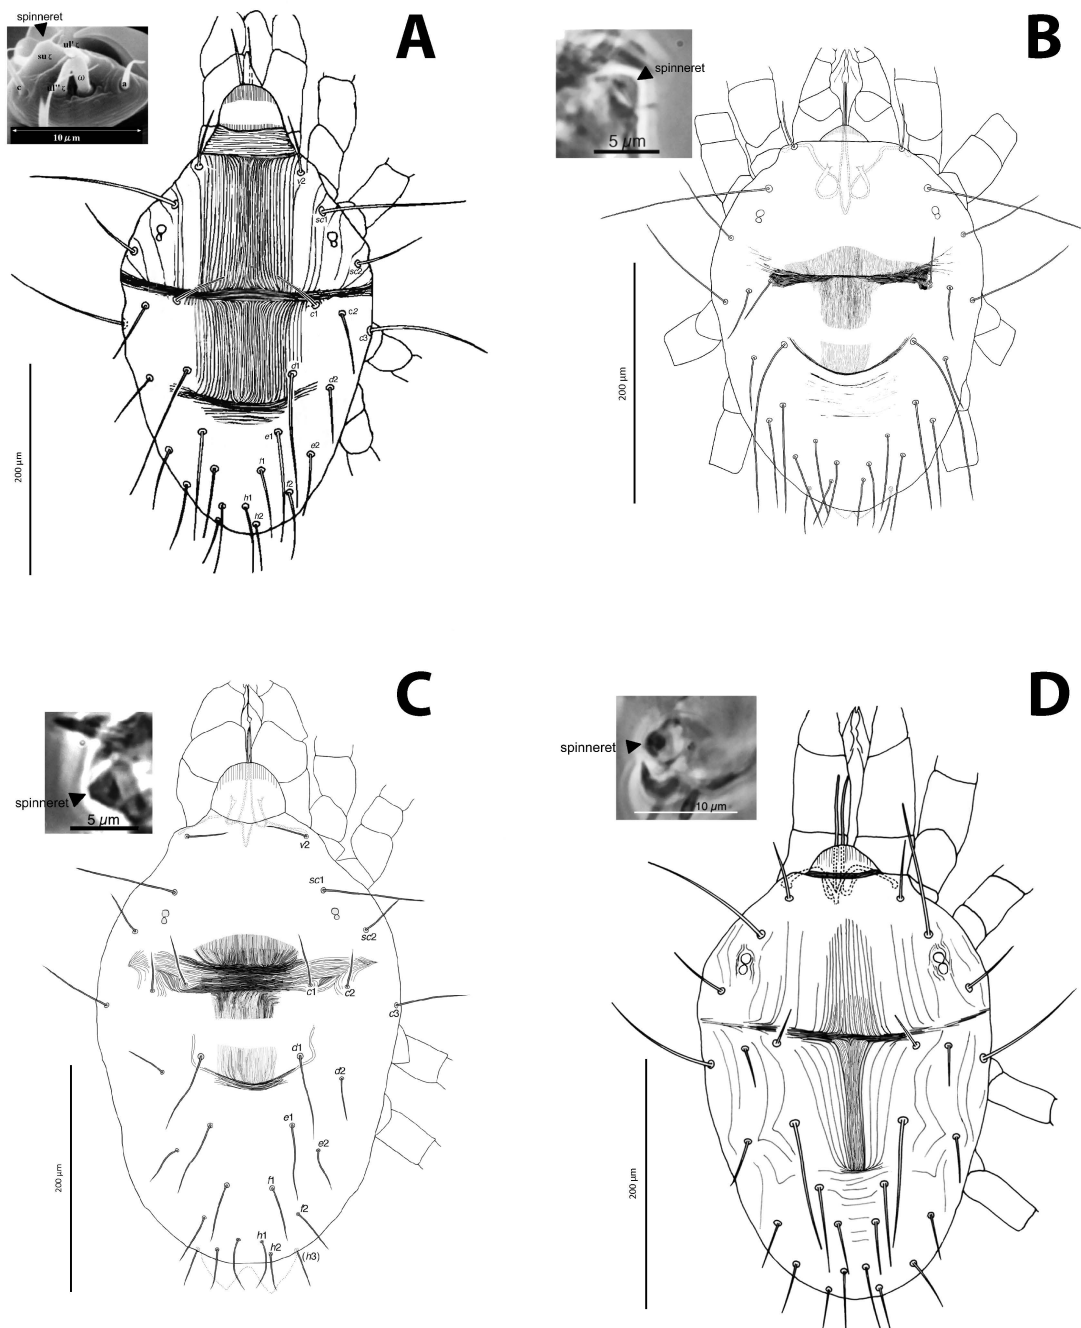 spinneret
A
ul' ζ
su ζ
ω
ul'' ζ
c
a
10 μm
v2
sc1
sc2
c1
c2
c3
d1
d2
e1
e2
f1
f2
h1
h2
200 μm
B
spinneret
5 μm
200 μm
C
spinneret
5 μm
v2
sc1
sc2
c1
c2
c3
d1
d2
e1
e2
f1
f2
h1
h2
(h3)
200 μm
D
spinneret
10 μm
200 μm